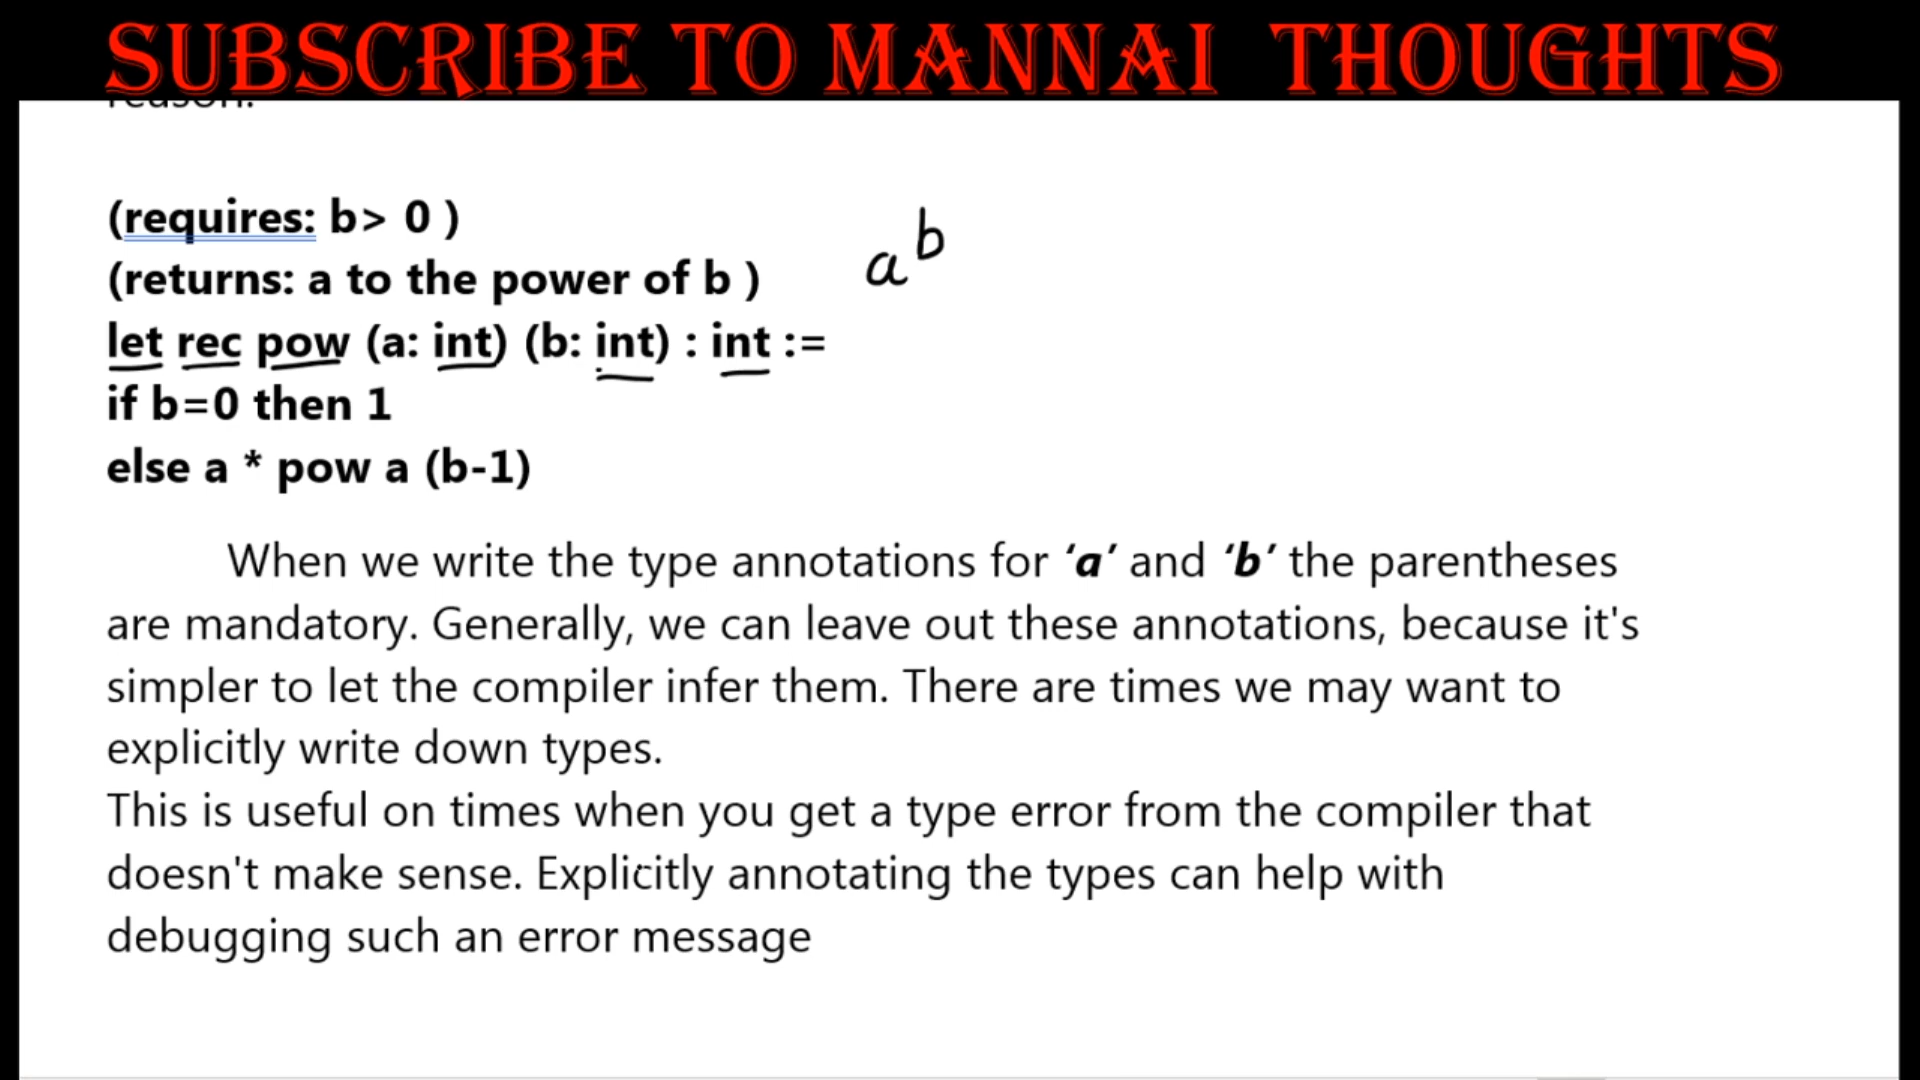 SUBSCRIBE TO MANNAI THOUGHTS
reason.
(requires: b> 0 )
(returns: a to the power of b )
a b
let rec pow (a: int) (b: int) : int :=
if b=0 then 1
else a * pow a (b-1)
When we write the type annotations for ‘a’ and ‘b’ the parentheses
are mandatory. Generally, we can leave out these annotations, because it's
simpler to let the compiler infer them. There are times we may want to
explicitly write down types.
This is useful on times when you get a type error from the compiler that
doesn't make sense. Explicitly annotating the types can help with
debugging such an error message